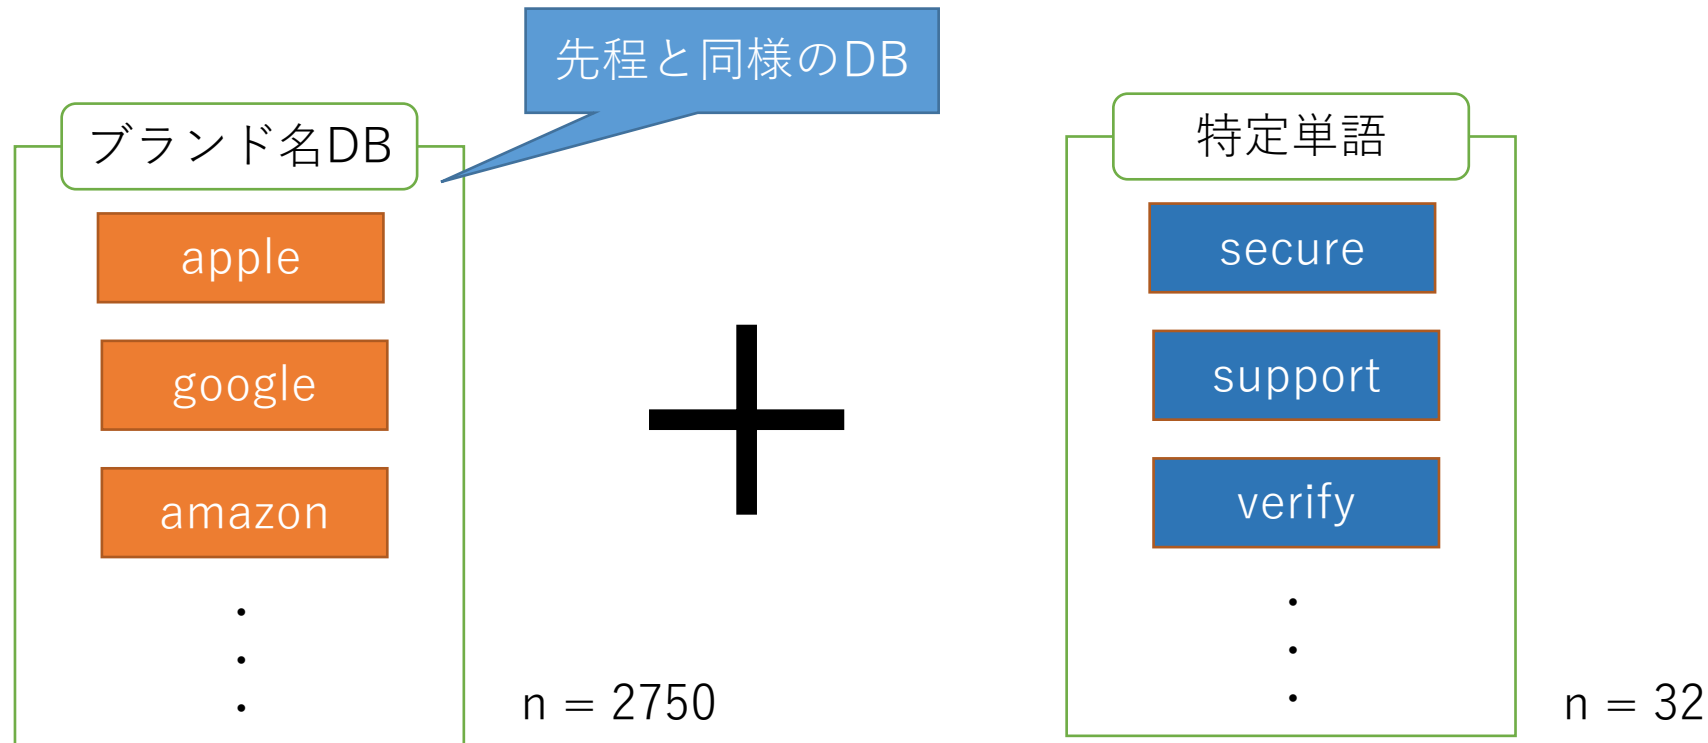 先程と同様のDB
ブランド名DB
apple
google
amazon
・
・
・
n = 2750
特定単語
secure
support
verify
・
・
・
n = 32